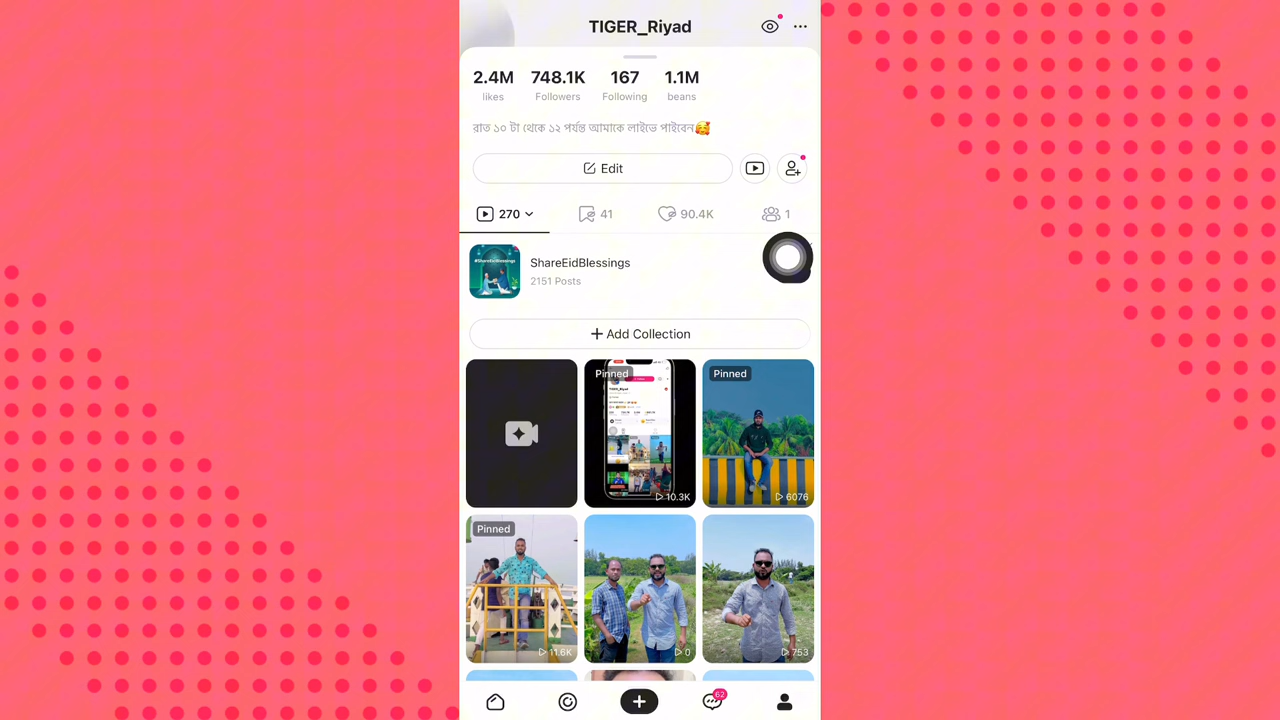 TIGER_Riyad
2.4M 748.1K 167 1.1M
likes Followers Following beans
রাত ১০ টা থেকে ১২ পর্যন্ত আমাকে লাইভে পাইবেন🥰
Edit
270 41 90.4K 1
#ShareEidBlessings
ShareEidBlessings
2151 Posts
+ Add Collection
Pinned Pinned
TIGER_Riyad
10.3K 6076
Pinned
11.6K 0 753
62